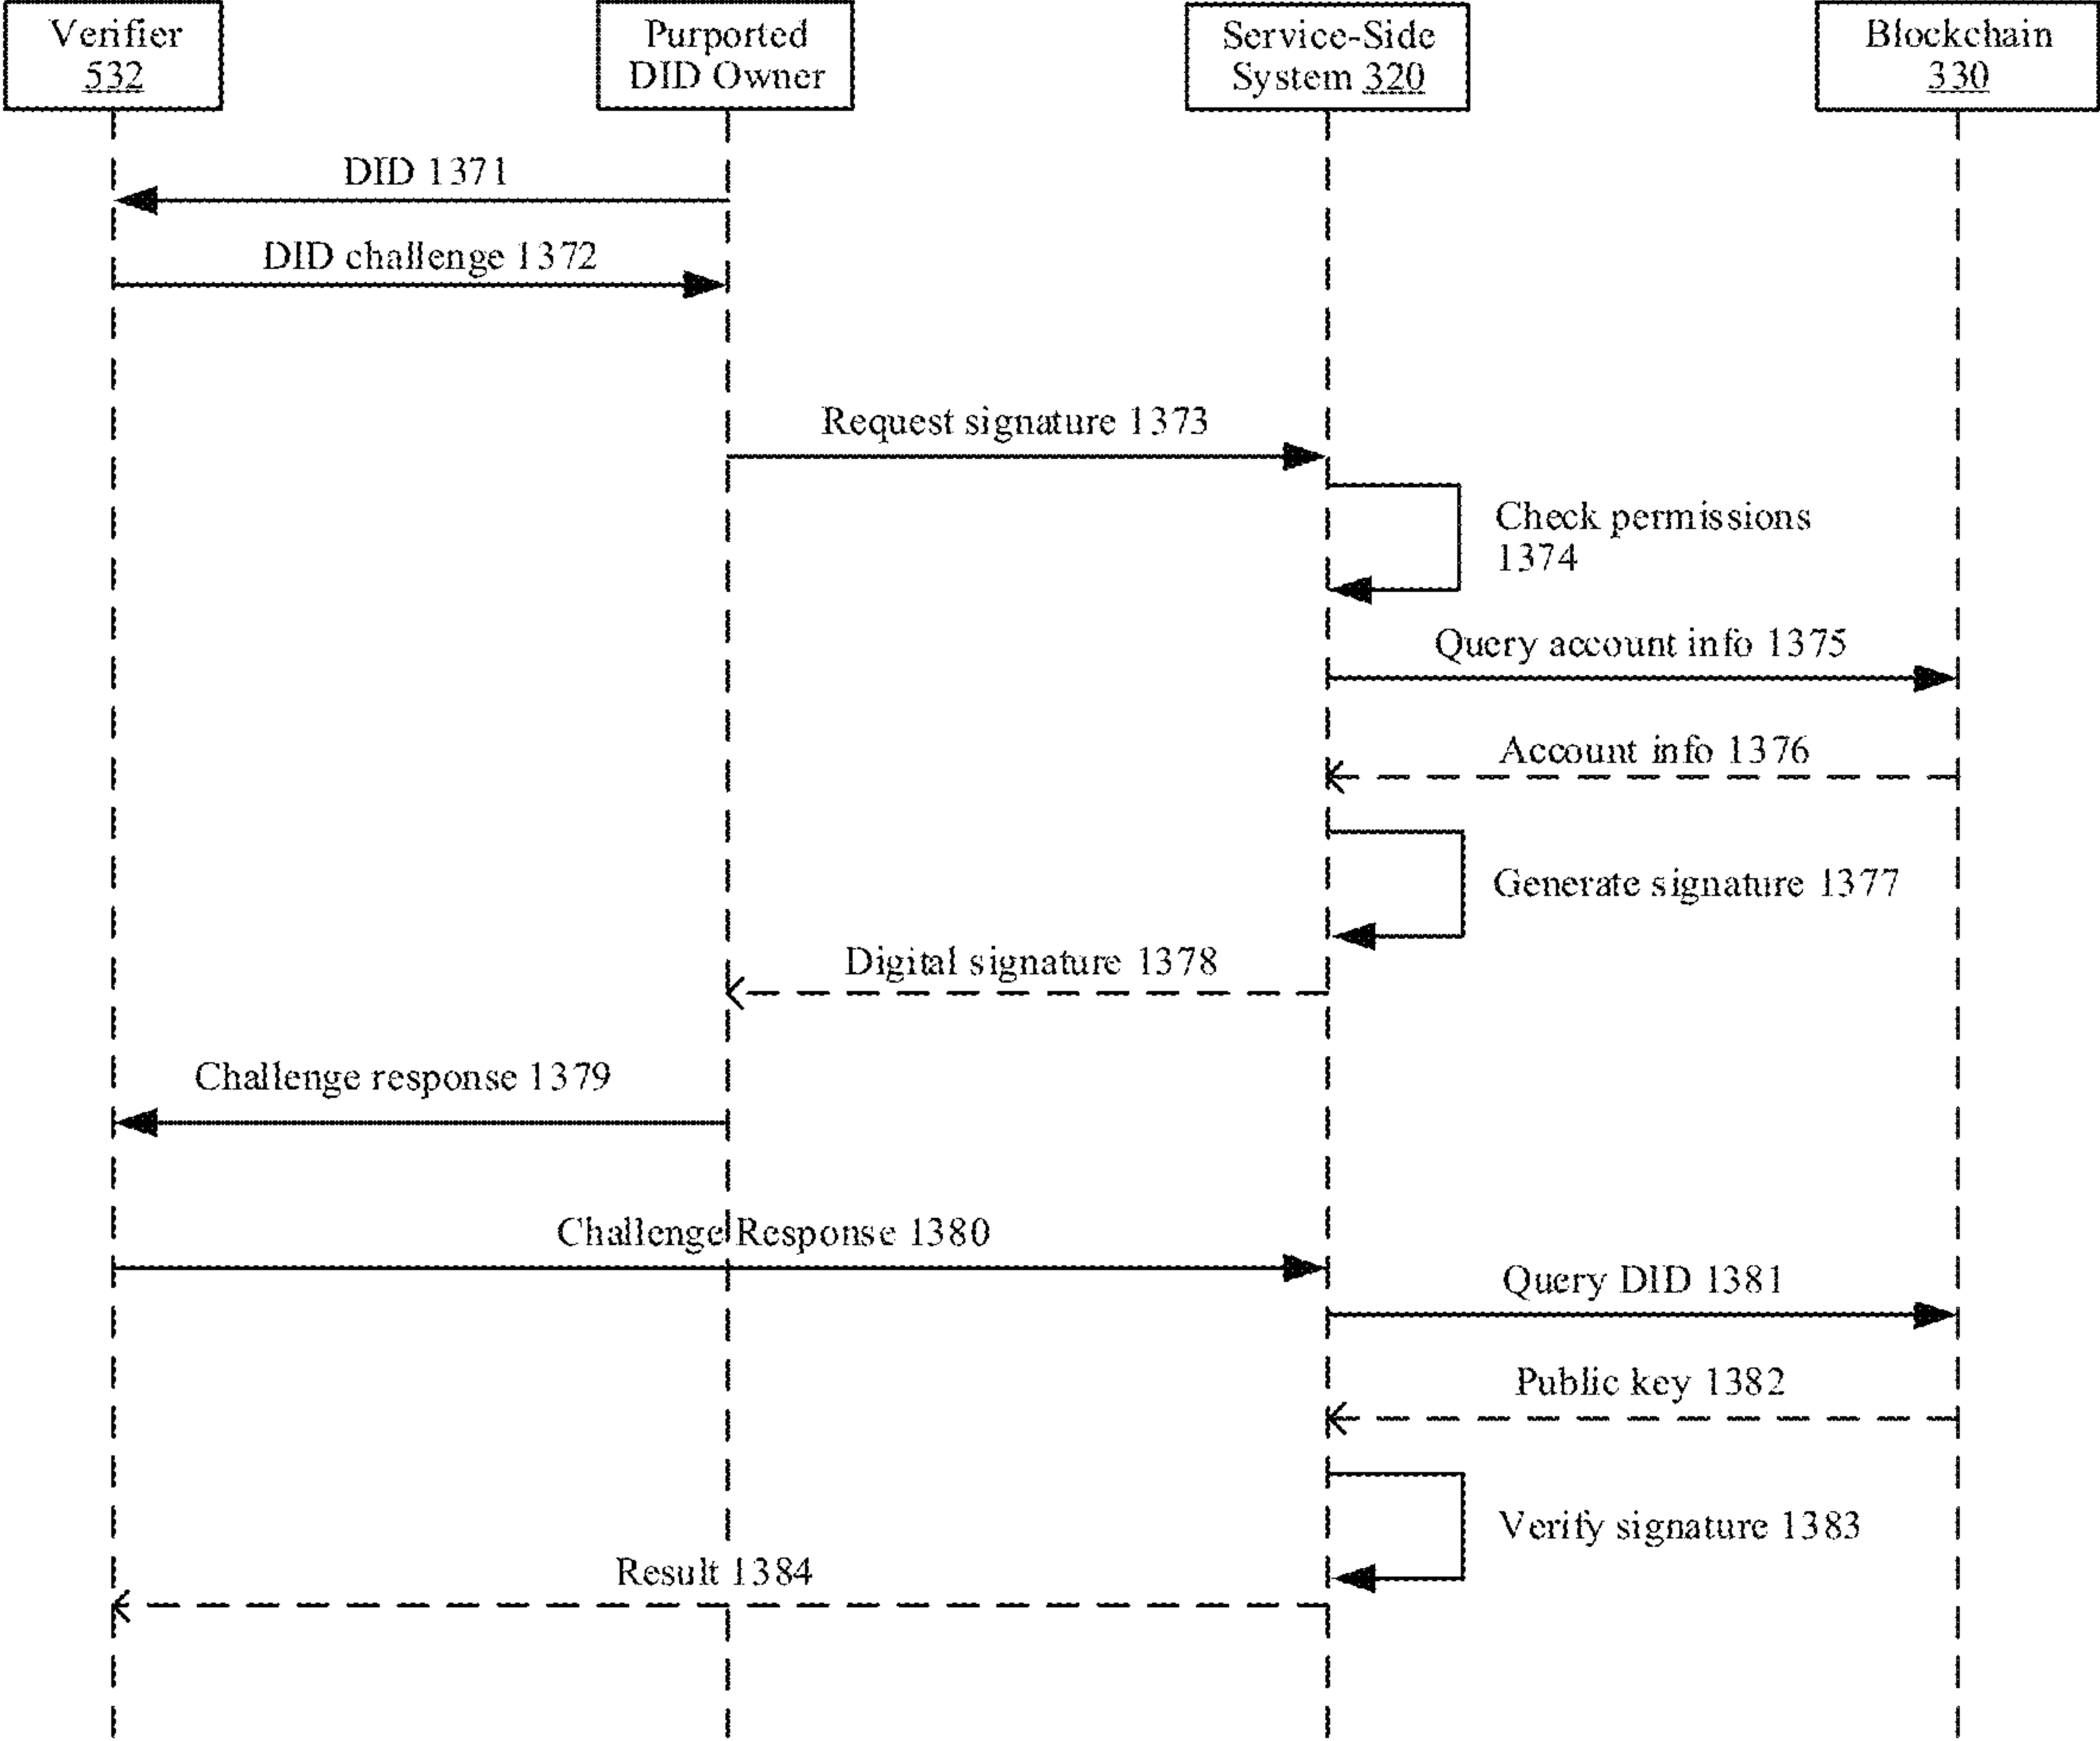 Verifier
532
Purported
DID Owner
Service-Side
System 320
Blockchain
330
DID 1371
DID challenge 1372
Request signature 1373
Check permissions
1374
Query account info 1375
Account info 1376
Generate signature 1377
Digital signature 1378
Challenge response 1379
Challenge Response 1380
Query DID 1381
Public key 1382
Verify signature 1383
Result 1384